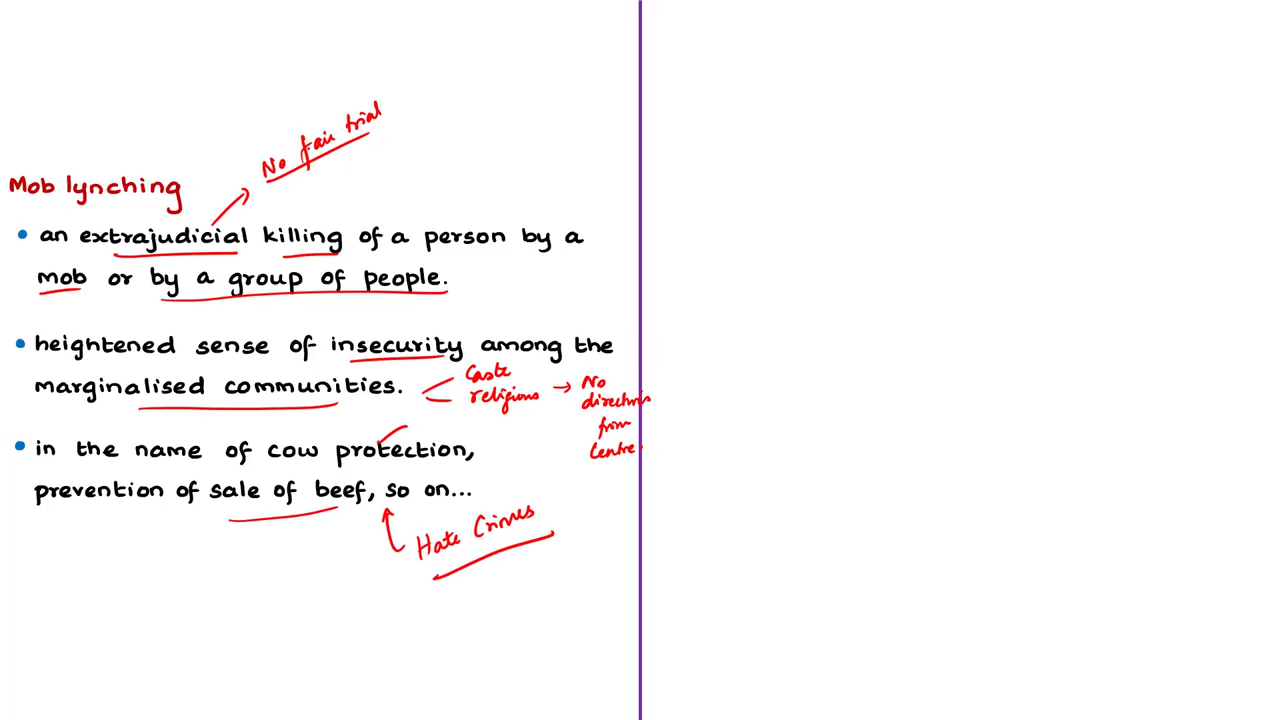 No fair trial
Mob lynching
an extrajudicial killing of a person by a
mob or by a group of people.
heightened sense of insecurity among the
marginalised communities.
Caste
religions
No
directions
from
Centre
in the name of cow protection,
prevention of sale of beef, so on...
Hate Crimes